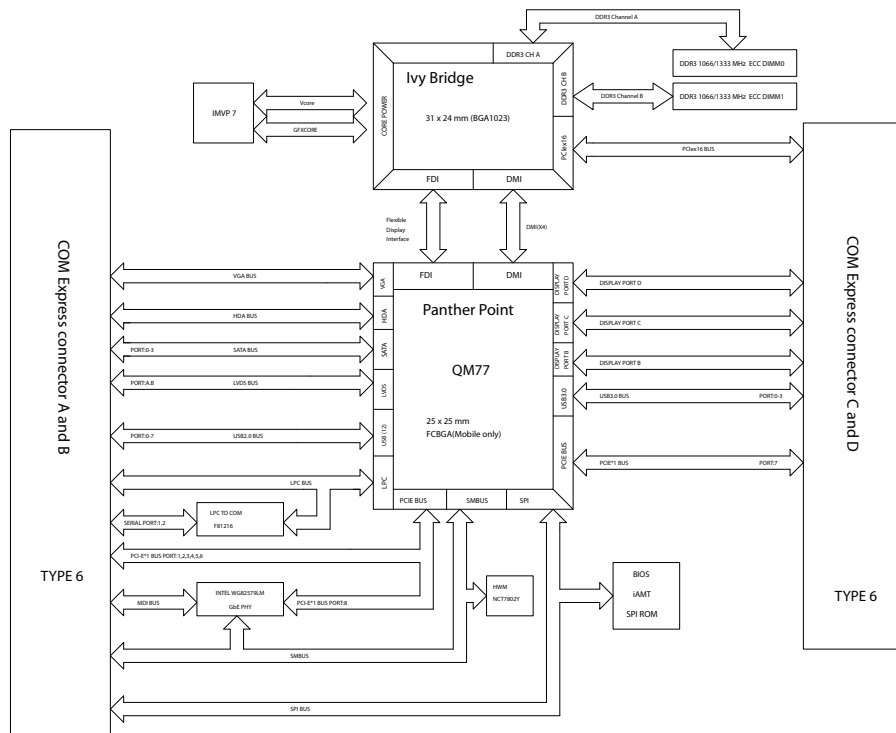 DDR3 Channel A
DDR3 CH A
DDR3 1066/1333 MHz ECC DIMM0
Ivy Bridge
DDR3 CH B
DDR3 Channel B
DDR3 1066/1333 MHz ECC DIMM1
IMVP 7
Vcore
GFXCORE
CORE POWER
31 x 24 mm (BGA1023)
PCIex16
PCIex16 BUS
FDI
DMI
Flexible
Display
Interface
DMI(X4)
COM Express connector A and B
TYPE 6
COM Express connector C and D
TYPE 6
FDI
DMI
VGA BUS
VGA
Panther Point
QM77
25 x 25 mm
FCBGA(Mobile only)
DISPLAY
PORT D
DISPLAY PORT D
HDA BUS
HDA
DISPLAY
PORT C
DISPLAY PORT C
PORT:0-3
SATA BUS
SATA
DISPLAY
PORT B
DISPLAY PORT B
PORT:A.B
LVDS BUS
LVDS
USB3.0
USB3.0 BUS
PORT:0-3
PORT:0-7
USB2.0 BUS
USB (12)
PCIE BUS
PCIE*1 BUS
PORT:7
LPC BUS
LPC
PCIE BUS
SMBUS
SPI
SERIAL PORT:1.2
LPC TO COM
F81216
PCI-E*1 BUS PORT:1,2,3,4,5,6
MDI BUS
INTEL WG82579LM
GbE PHY
PCI-E*1 BUS PORT:8
HWM
NCT7802Y
BIOS
iAMT
SPI ROM
SMBUS
SPI BUS